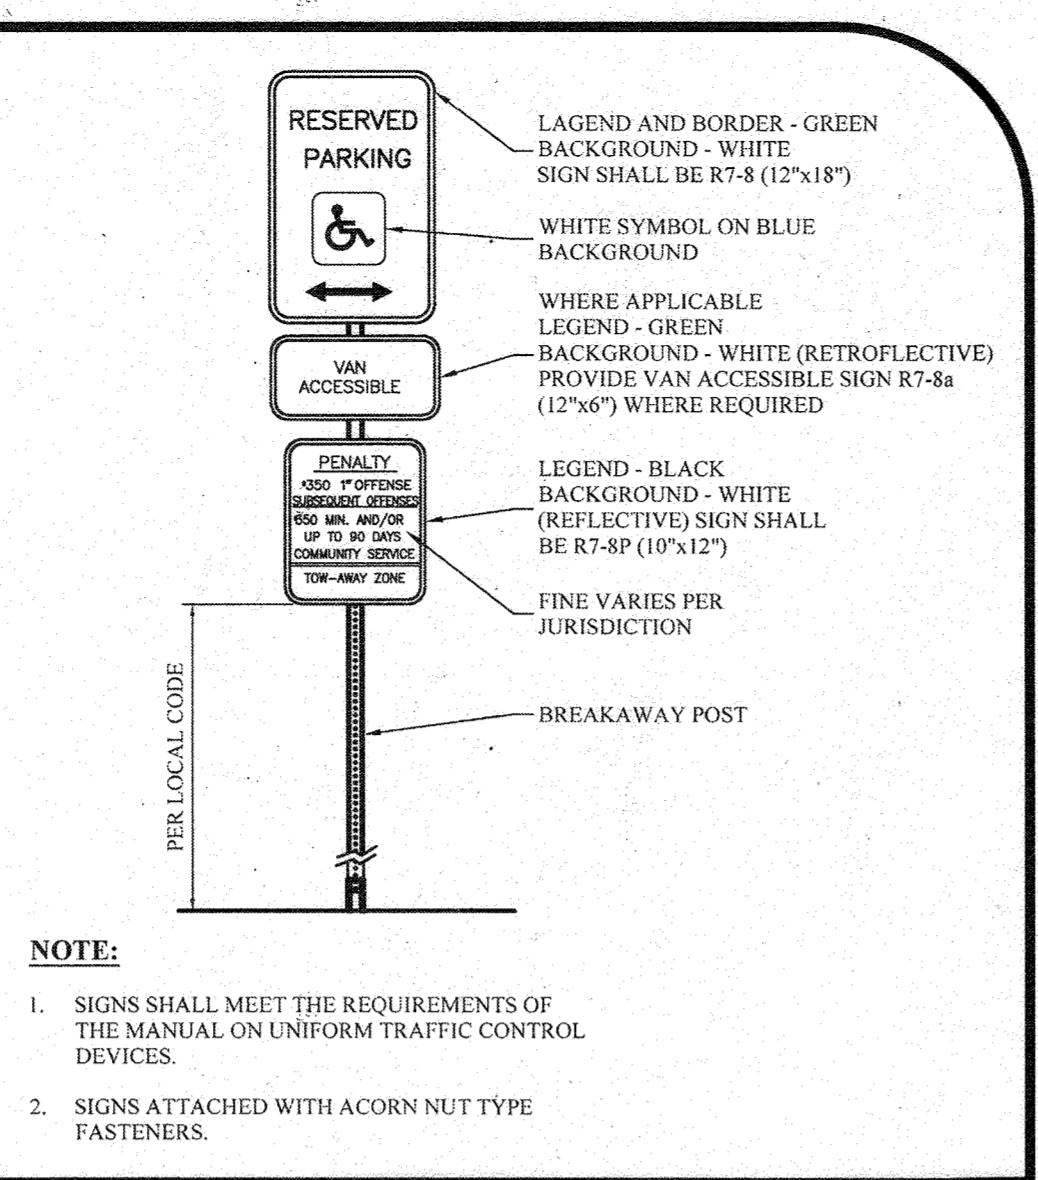 RESERVED
PARKING
VAN
ACCESSIBLE
PENALTY
$350 1ST OFFENSE
SUBSEQUENT OFFENSES
$50 MIN. AND/OR
UP TO 90 DAYS
COMMUNITY SERVICE
TOW-AWAY ZONE
LAGEND AND BORDER - GREEN
BACKGROUND - WHITE
SIGN SHALL BE R7-8 (12"x18")
WHITE SYMBOL ON BLUE
BACKGROUND
WHERE APPLICABLE
LEGEND - GREEN
BACKGROUND - WHITE (RETROFLECTIVE)
PROVIDE VAN ACCESSIBLE SIGN R7-8a
(12"x6") WHERE REQUIRED
LEGEND - BLACK
BACKGROUND - WHITE
(REFLECTIVE) SIGN SHALL
BE R7-8P (10"x12")
FINE VARIES PER
JURISDICTION
BREAKAWAY POST
PER LOCAL CODE
NOTE:
1. SIGNS SHALL MEET THE REQUIREMENTS OF
THE MANUAL ON UNIFORM TRAFFIC CONTROL
DEVICES.
2. SIGNS ATTACHED WITH ACORN NUT TYPE
FASTENERS.